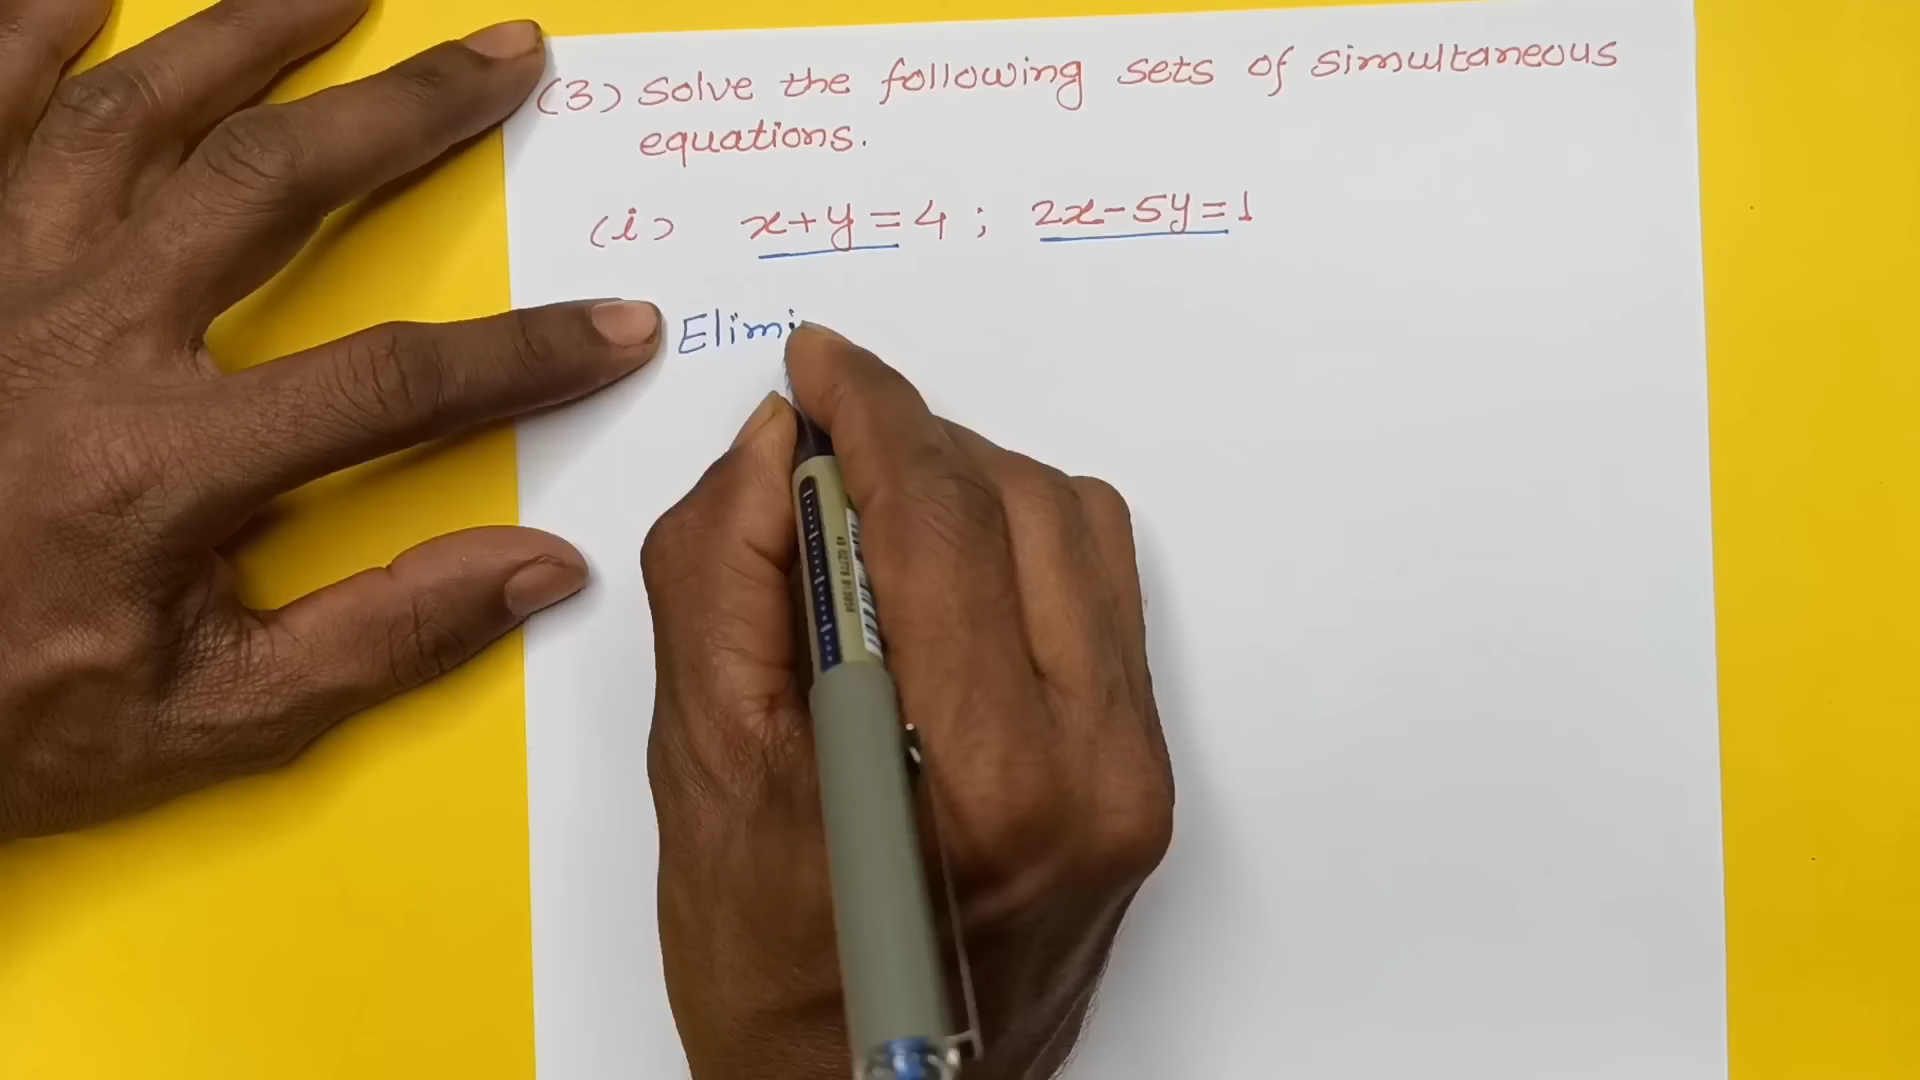 (3) Solve the following sets of simultaneous
equations.
(i) x+y=4 ; 2x-5y=1
Elimi